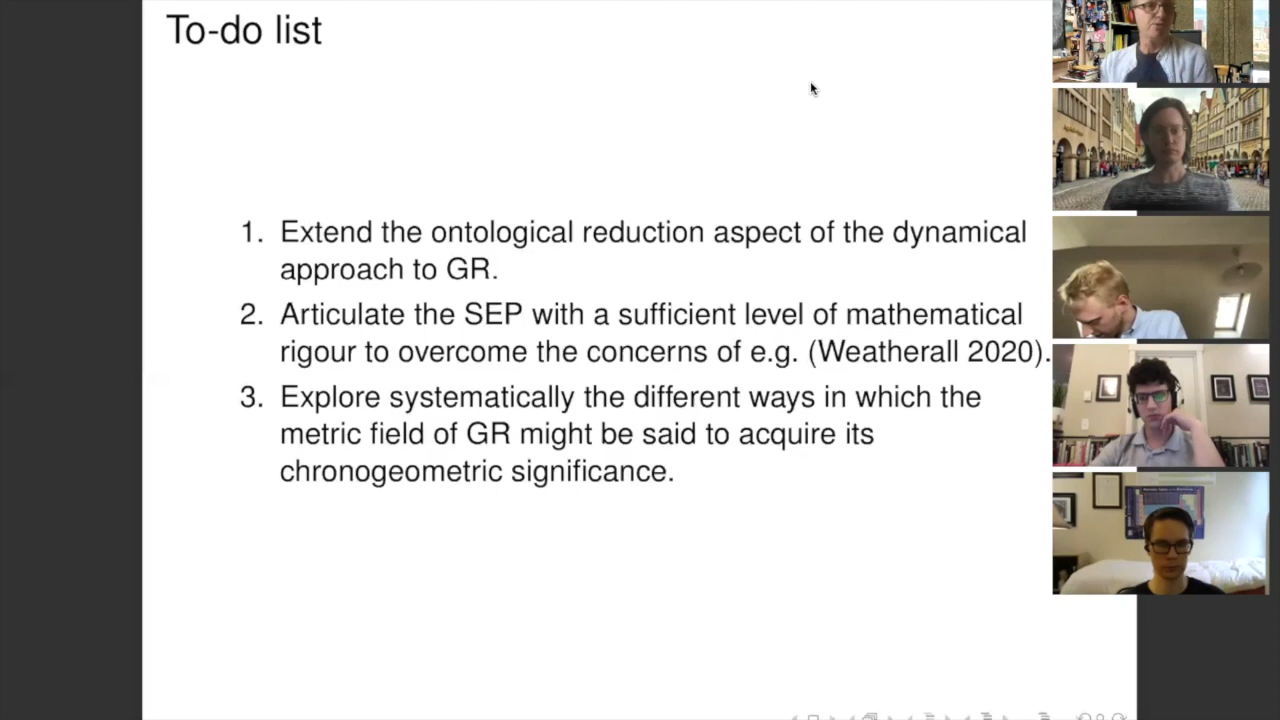 To-do list
1. Extend the ontological reduction aspect of the dynamical
approach to GR.
2. Articulate the SEP with a sufficient level of mathematical
rigour to overcome the concerns of e.g. (Weatherall 2020).
3. Explore systematically the different ways in which the
metric field of GR might be said to acquire its
chronogeometric significance.